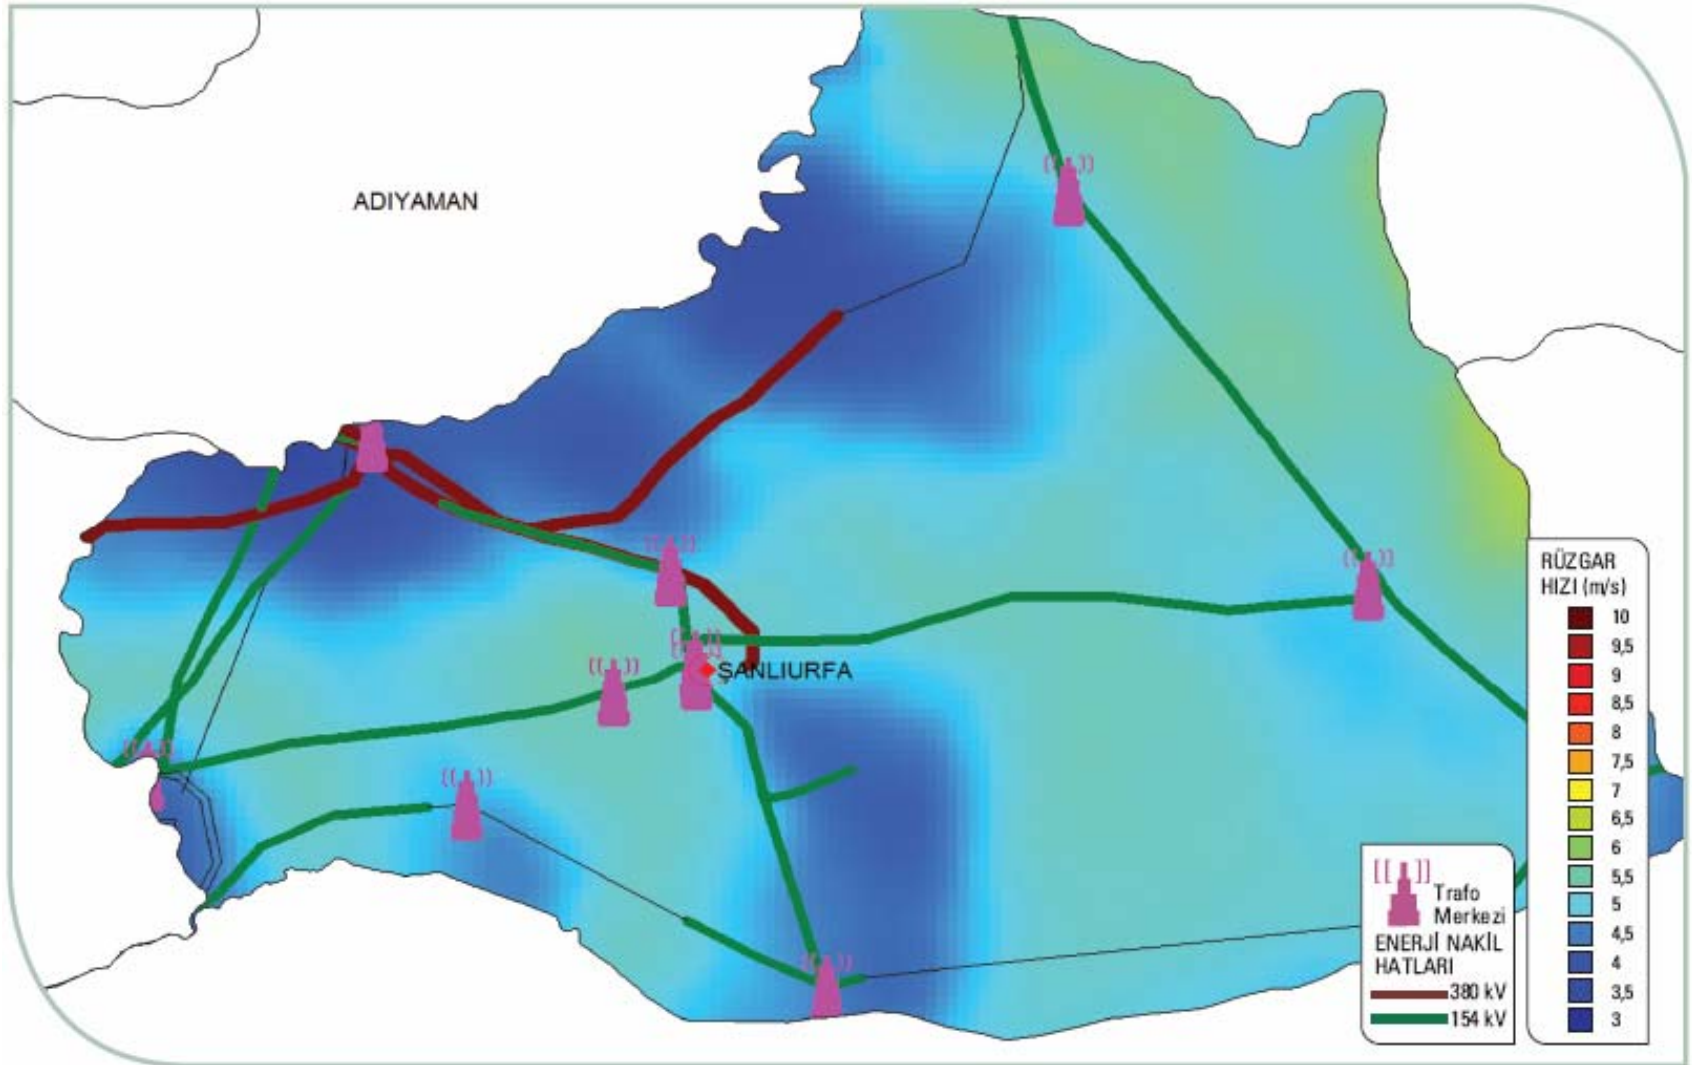 ADIYAMAN
ŞANLIURFA
RÜZGAR
HIZI (m/s)
10
9,5
9
8,5
8
7,5
7
6,5
6
5,5
5
4,5
4
3,5
3
Trafo
Merkezi
ENERJİ NAKİL
HATLARI
380 kV
154 kV